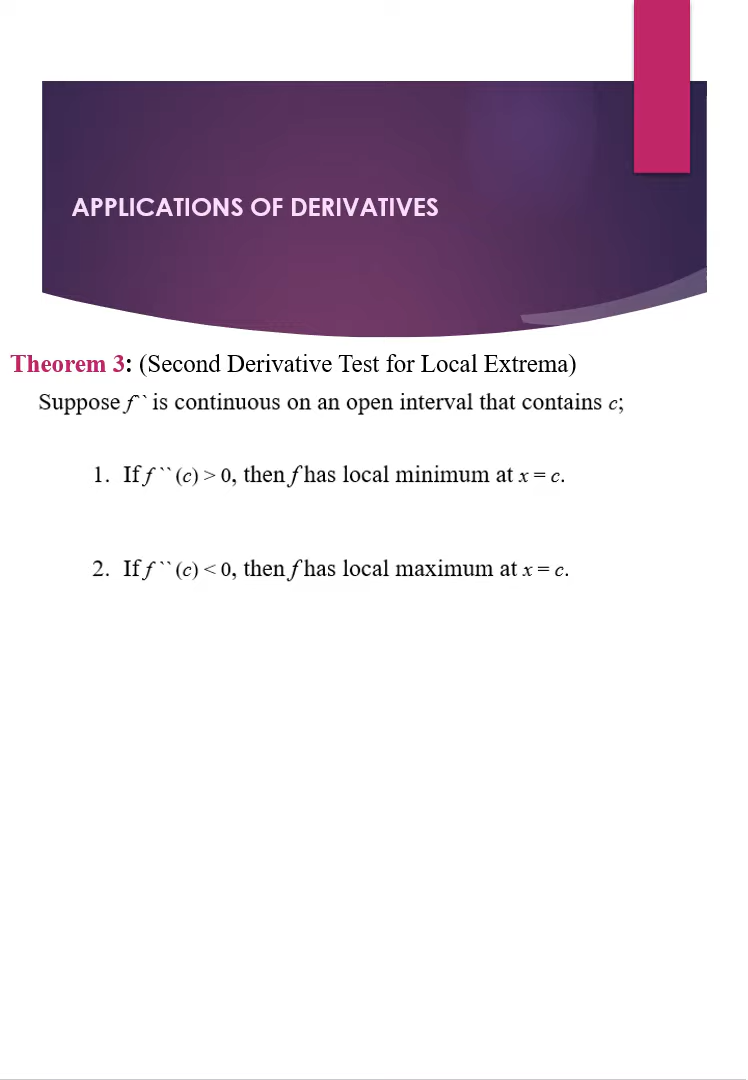 APPLICATIONS OF DERIVATIVES
Theorem 3: (Second Derivative Test for Local Extrema)
Suppose f `` is continuous on an open interval that contains c;
1. If f `` (c) > 0, then f has local minimum at x = c.
2. If f `` (c) < 0, then f has local maximum at x = c.